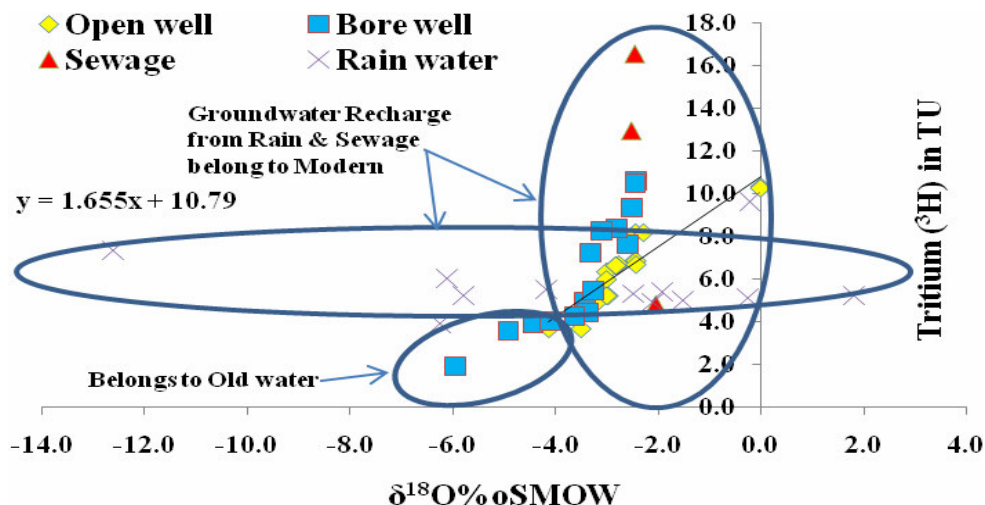 Open well
Bore well
Sewage
Rain water
Groundwater Recharge
from Rain & Sewage
belong to Modern
y = 1.655x + 10.79
Belongs to Old water
18.0
16.0
14.0
12.0
10.0
8.0
6.0
4.0
2.0
0.0
Tritium (³H) in TU
-14.0 -12.0 -10.0 -8.0 -6.0 -4.0 -2.0 0.0 2.0 4.0
δ¹⁸O%oSMOW